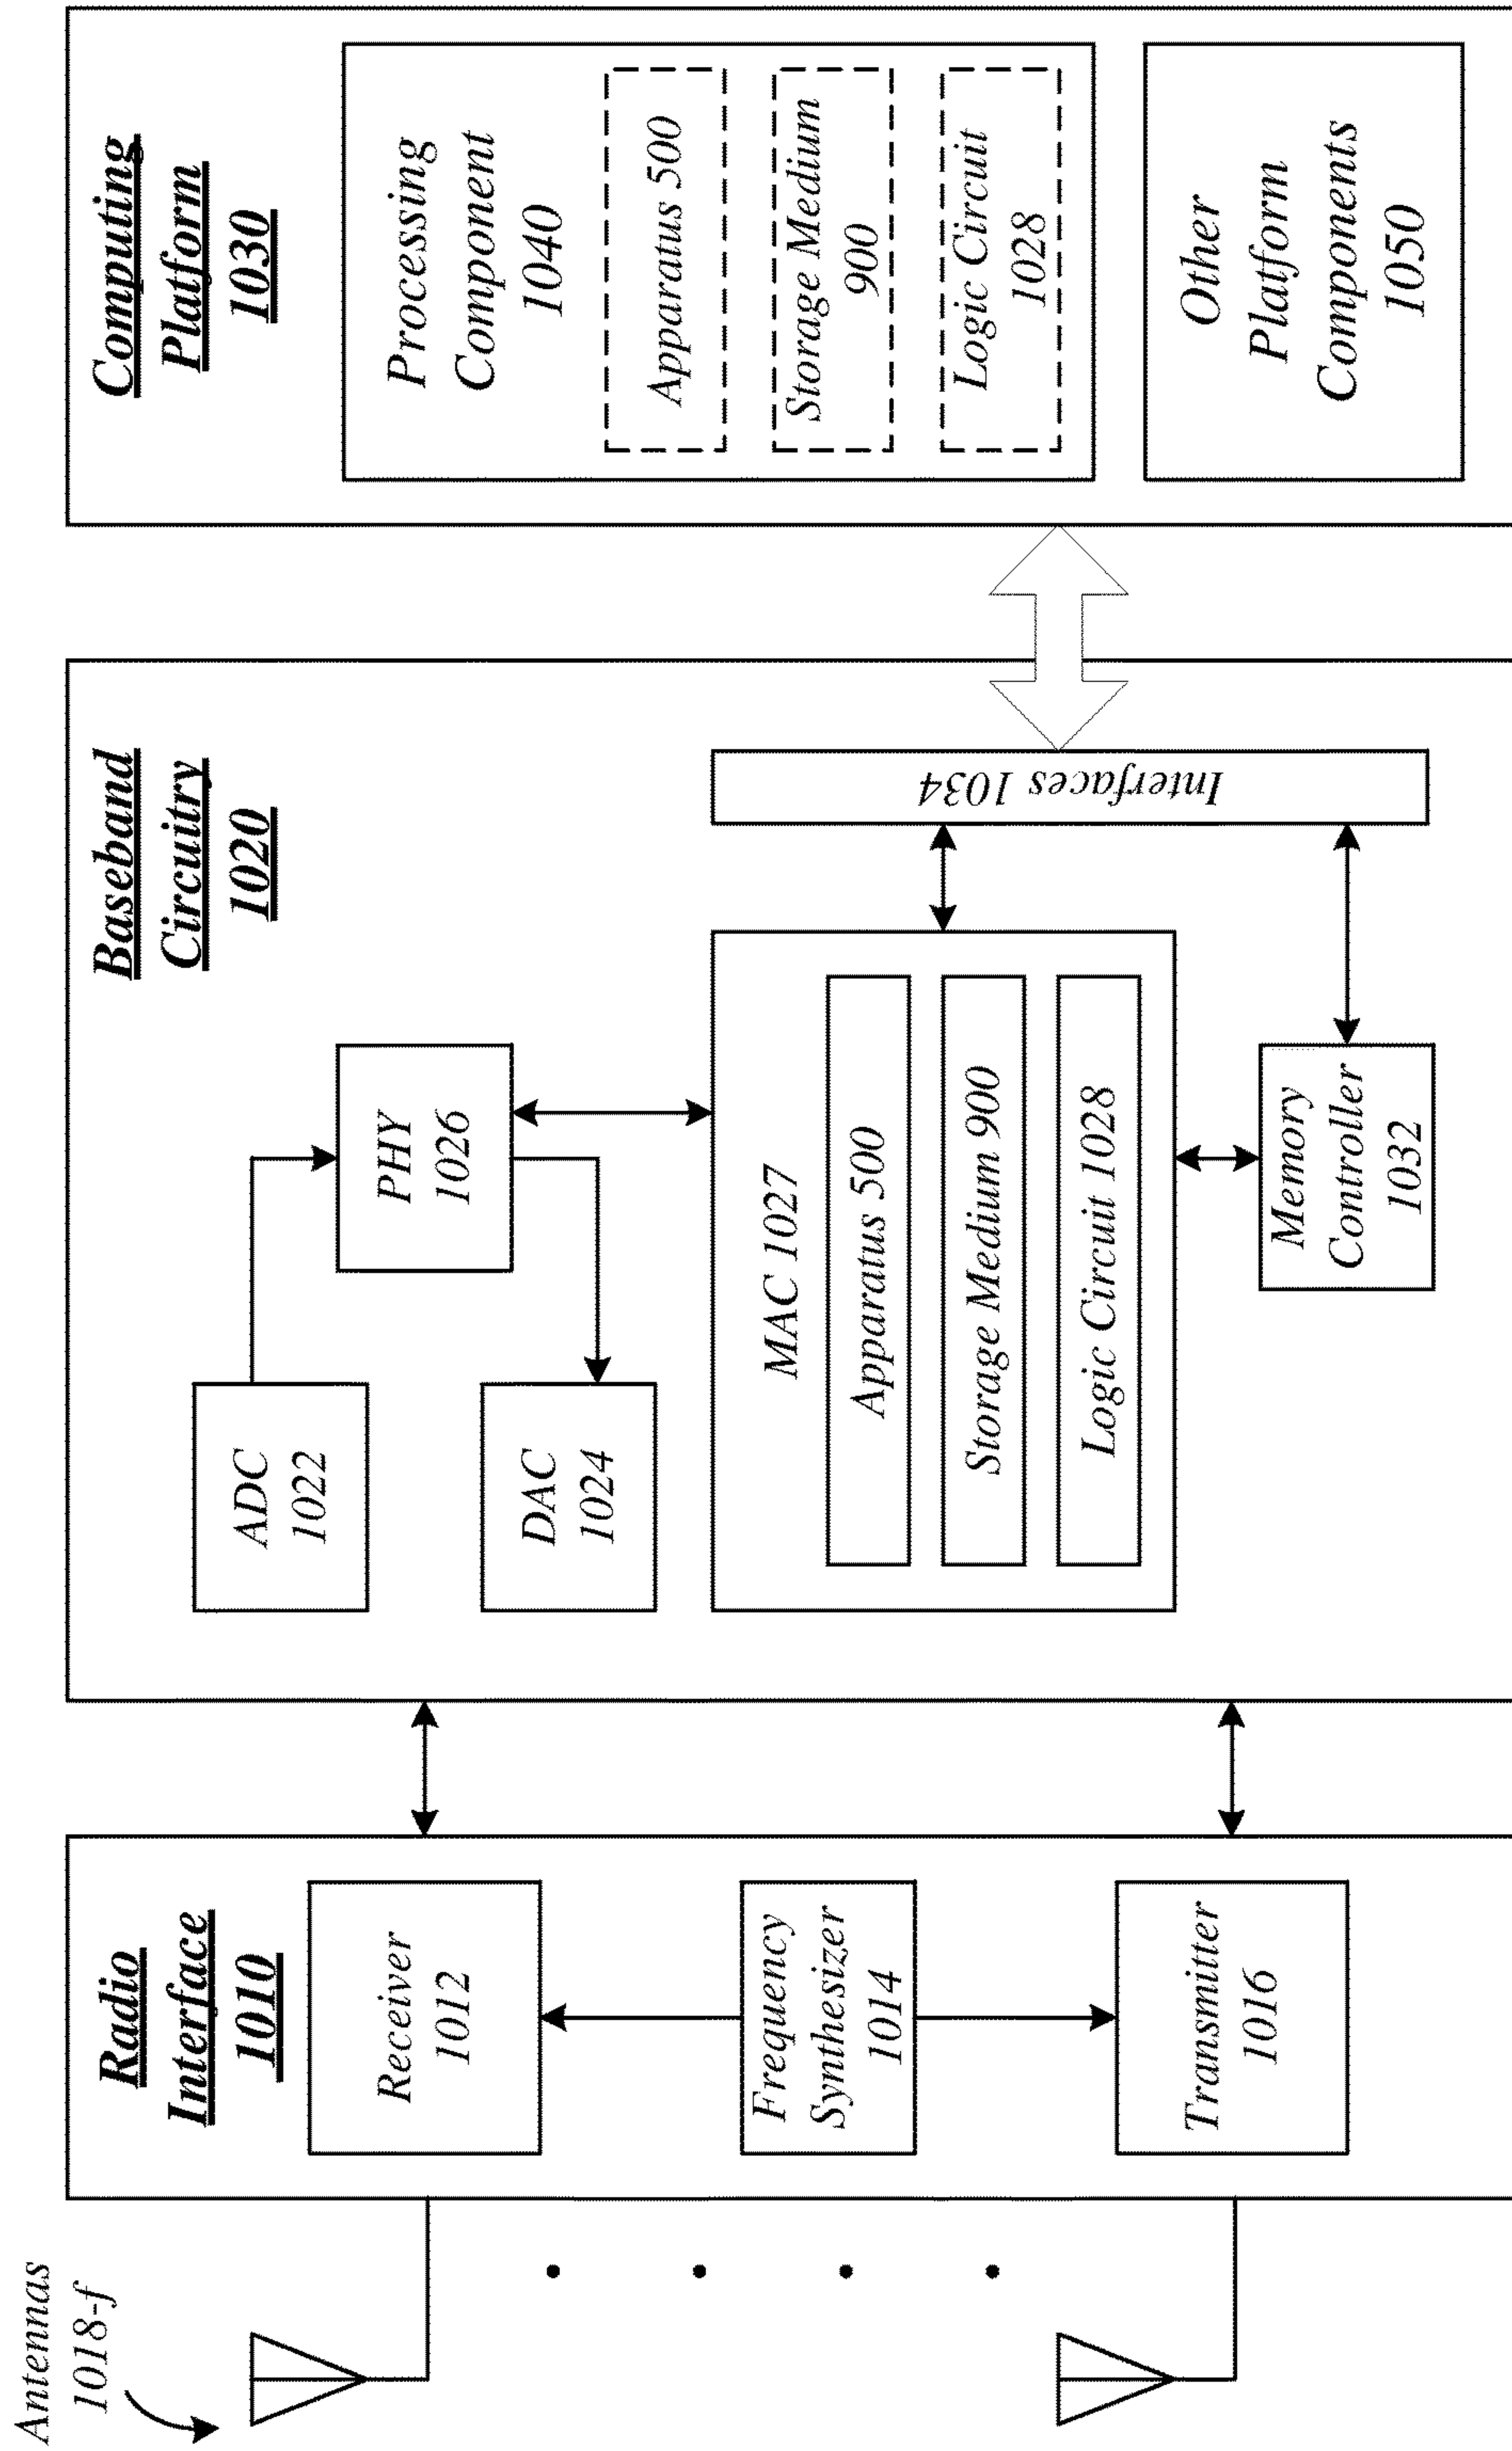 Antennas
1018-f
Radio
Interface
1010
Receiver
1012
Frequency
Synthesizer
1014
Transmitter
1016
Baseband
Circuitry
1020
ADC
1022
DAC
1024
PHY
1026
MAC 1027
Apparatus 500
Storage Medium 900
Logic Circuit 1028
Memory
Controller
1032
Interfaces 1034
Computing
Platform
1030
Processing
Component
1040
Apparatus 500
Storage Medium
900
Logic Circuit
1028
Other
Platform
Components
1050